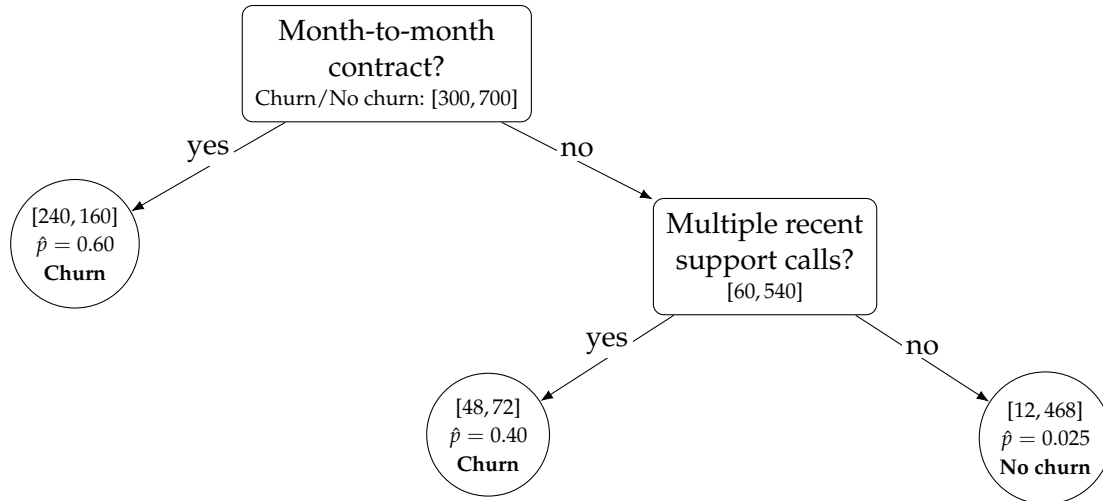 Month-to-month
contract?
Churn/No churn: [300, 700]
yes
no
[240, 160]
p̂ = 0.60
Churn
Multiple recent
support calls?
[60, 540]
yes
no
[48, 72]
p̂ = 0.40
Churn
[12, 468]
p̂ = 0.025
No churn